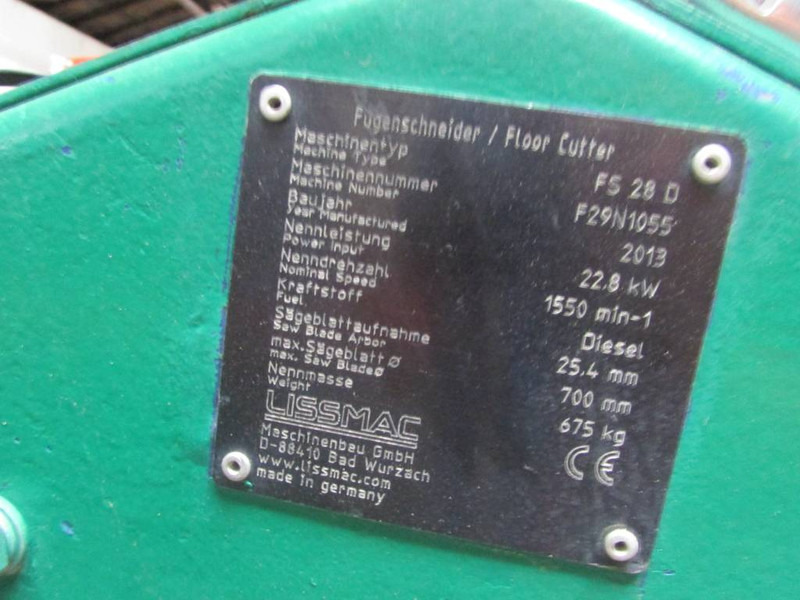 Fugenschneider / Floor Cutter
Maschinentyp
Machine Type FS 28 D
Maschinennummer
Machine Number F29N1055
Baujahr
year Manufactured 2013
Nennleistung
Power Input 22.8 kW
Nenndrehzahl
Nominal Speed 1550 min-1
Kraftstoff
Fuel Diesel
Sägeblattaufnahme
Saw Blade Arbor 25.4 mm
max.Sägeblatt ø
max. Saw Bladeø 700 mm
Nennmasse
Weight 675 kg
LISSMAC
Maschinenbau GmbH
D-88410 Bad Wurzach
www.lissmac.com
made in germany
CE